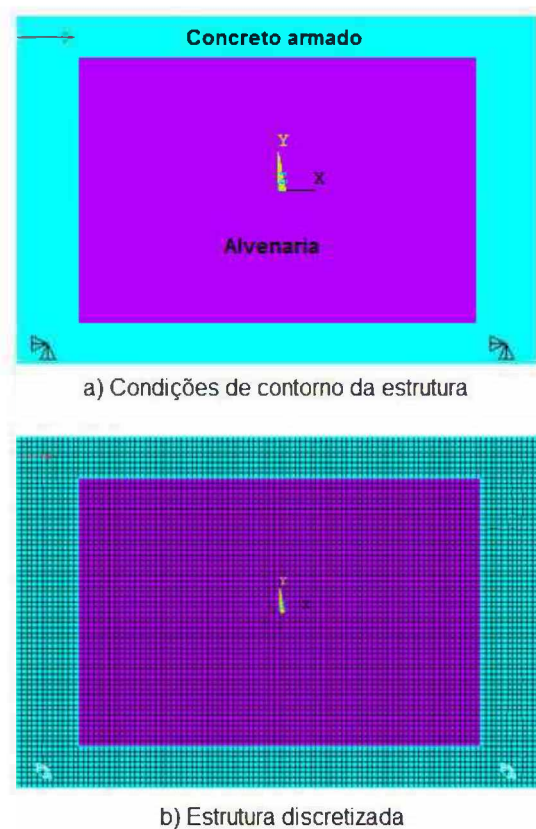 Concreto armado
Y
X
Alvenaria
a) Condições de contorno da estrutura
Y
b) Estrutura discretizada